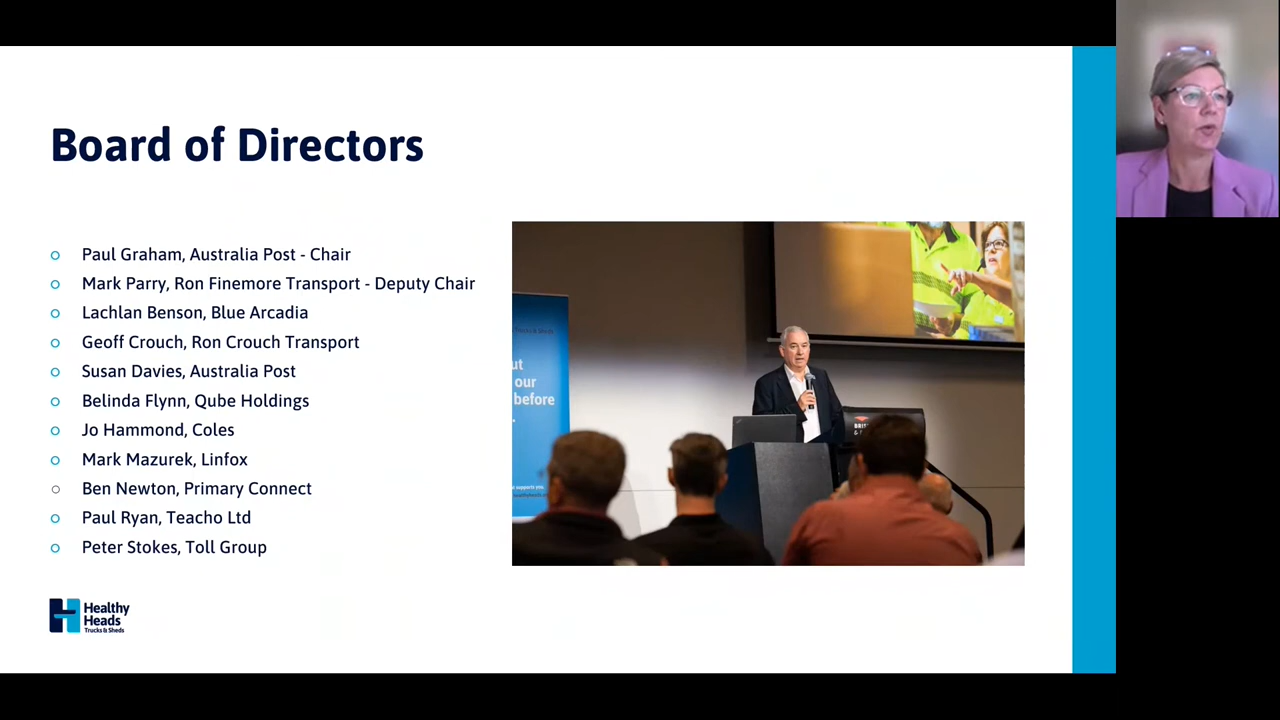 Board of Directors
Paul Graham, Australia Post - Chair
Mark Parry, Ron Finemore Transport - Deputy Chair
Lachlan Benson, Blue Arcadia
Geoff Crouch, Ron Crouch Transport
Susan Davies, Australia Post
Belinda Flynn, Qube Holdings
Jo Hammond, Coles
Mark Mazurek, Linfox
Ben Newton, Primary Connect
Paul Ryan, Teacho Ltd
Peter Stokes, Toll Group
our
before
Healthy
Heads
Trucks & Sheds